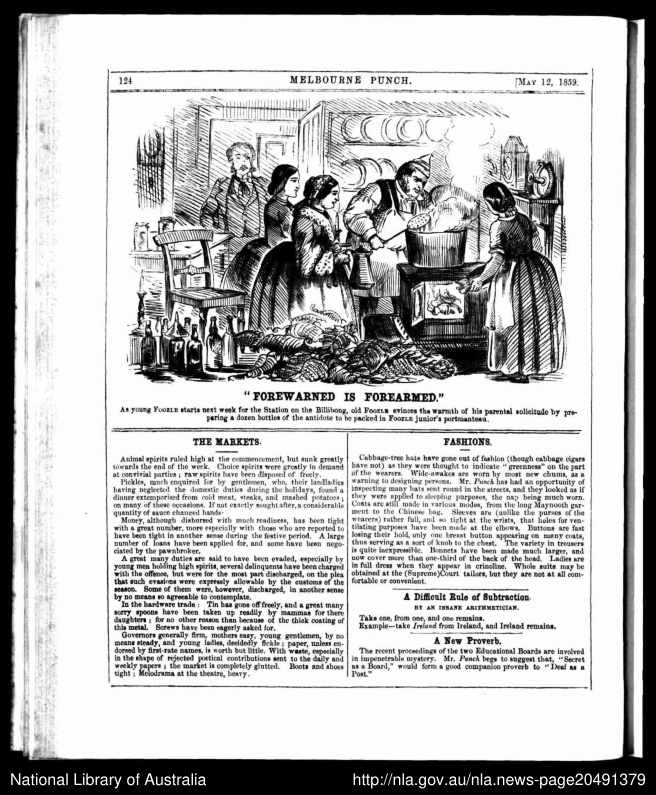 124
MELBOURNE PUNCH.
[MAY 12, 1859.
"FOREWARNED IS FOREARMED."
AS young FOOZLE starts next week for the Station on the Billibong, old FOOZLE evinces the warmth of his parental solicitude by pre-
paring a dozen bottles of the antidote to be packed in FOOZLE junior's portmanteau.
THE MARKETS.
Animal spirits ruled high at the commencement, but sunk greatly
towards the end of the week. Choice spirits were greatly in demand
at convivial parties; raw spirits have been disposed of freely.
Pickles, much enquired for by gentlemen, who, their landladies
having neglected the domestic duties during the holidays, found a
dinner extemporised from cold meat, steaks, and mashed potatoes;
on many of these occasions. If not exactly sought after, a considerable
quantity of sauce changed hands.
Money, although disbursed with much readiness, has been tight
with a great number, more especially with those who are reported to
have been tight in another sense during the festive period. A large
number of loans have been applied for, and some have been nego-
ciated by the pawnbroker.
A great many duties are said to have been evaded, especially by
young men holding high spirits, several delinquents have been charged
with the offence, but were for the most part discharged, on the plea
that such evasions were expressly allowable by the customs of the
season. Some of them were, however, discharged, in another sense
by no means so agreeable to contemplate.
In the hardware trade: Tin has gone off freely, and a great many
sorry spoons have been taken up readily by mammas for there
daughters; for no other reason than because of the thick coating of
this metal. Screws have been eagerly asked for.
Governors generally firm, mothers easy, young gentlemen, by no
means steady, and young ladies, decidedly fickle; paper, unless en-
dorsed by first-rate names, is worth but little. With waste, especially
in the shape of rejected poetical contributions sent to the daily and
weekly papers; the market is completely glutted. Boots and shoes
tight; Melodrama at the theatre, heavy.
FASHIONS.
Cabbage-tree hats have gone out of fashion (though cabbage cigars
have not) as they were thought to indicate "greenness" on the part
of the wearers. Wide-awakes are worn by most new chums, as a
warning to designing persons. Mr. Punch has had an opportunity of
inspecting many hats sent round in the streets, and they looked as if
they were applied to sleeping purposes, the nap being much worn.
Coats are still made in various modes, from the long Maynooth gar-
ment to the Chinese bag. Sleeves are (unlike the purses of the
wearers) rather full, and so tight at the wrists, that holes for ven-
tilating purposes have been made at the elbows. Buttons are fast
losing their hold, only one breast button appearing on many coats,
thus serving as a sort of knob to the chest. The variety in trousers
is quite inexpressible. Bonnets have been made much larger, and
now cover more than one-third of the back of the head. Ladies are
in full dress when they appear in crinoline. Whole suits may be
obtained at the (Supreme)Court tailors, but they are not at all com-
fortable or convenient.
A Difficult Rule of Subtraction.
BY AN INSANE ARITHMETICIAN.
Take one, from one, and one remains.
Example—take Ireland from Ireland, and Ireland remains.
A New Proverb.
The recent proceedings of the two Educational Boards are involved
in impenetrable mystery. Mr. Punch begs to suggest that, "Secret
as a Board," would form a good companion proverb to "Deaf as a
Post."
National Library of Australia
http://nla.gov.au/nla.news-page20491379